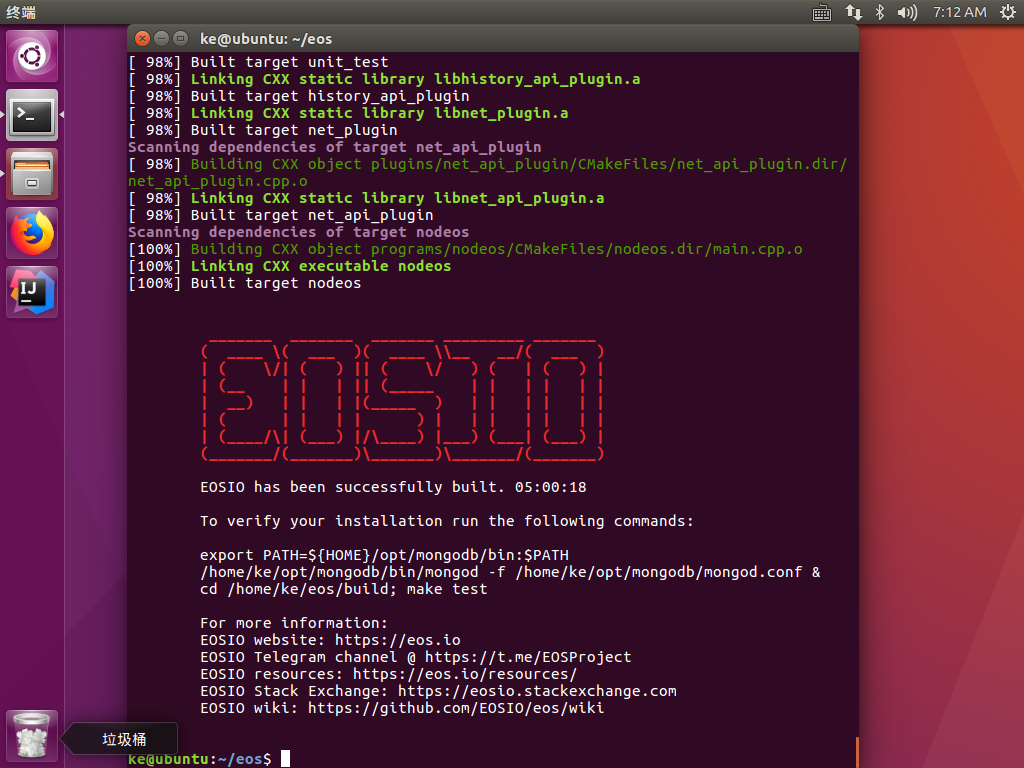 终端
7:12 AM
ke@ubuntu: ~/eos
[ 98%] Built target unit_test
[ 98%] Linking CXX static library libhistory_api_plugin.a
[ 98%] Built target history_api_plugin
[ 98%] Linking CXX static library libnet_plugin.a
[ 98%] Built target net_plugin
Scanning dependencies of target net_api_plugin
[ 98%] Building CXX object plugins/net_api_plugin/CMakeFiles/net_api_plugin.dir/
net_api_plugin.cpp.o
[ 98%] Linking CXX static library libnet_api_plugin.a
[ 98%] Built target net_api_plugin
Scanning dependencies of target nodeos
[100%] Building CXX object programs/nodeos/CMakeFiles/nodeos.dir/main.cpp.o
[100%] Linking CXX executable nodeos
[100%] Built target nodeos
EOSIO
EOSIO has been successfully built. 05:00:18
To verify your installation run the following commands:
export PATH=${HOME}/opt/mongodb/bin:$PATH
/home/ke/opt/mongodb/bin/mongod -f /home/ke/opt/mongodb/mongod.conf &
cd /home/ke/eos/build; make test
For more information:
EOSIO website: https://eos.io
EOSIO Telegram channel @ https://t.me/EOSProject
EOSIO resources: https://eos.io/resources/
EOSIO Stack Exchange: https://eosio.stackexchange.com
EOSIO wiki: https://github.com/EOSIO/eos/wiki
ke@ubuntu:~/eos$
IJ
垃圾桶